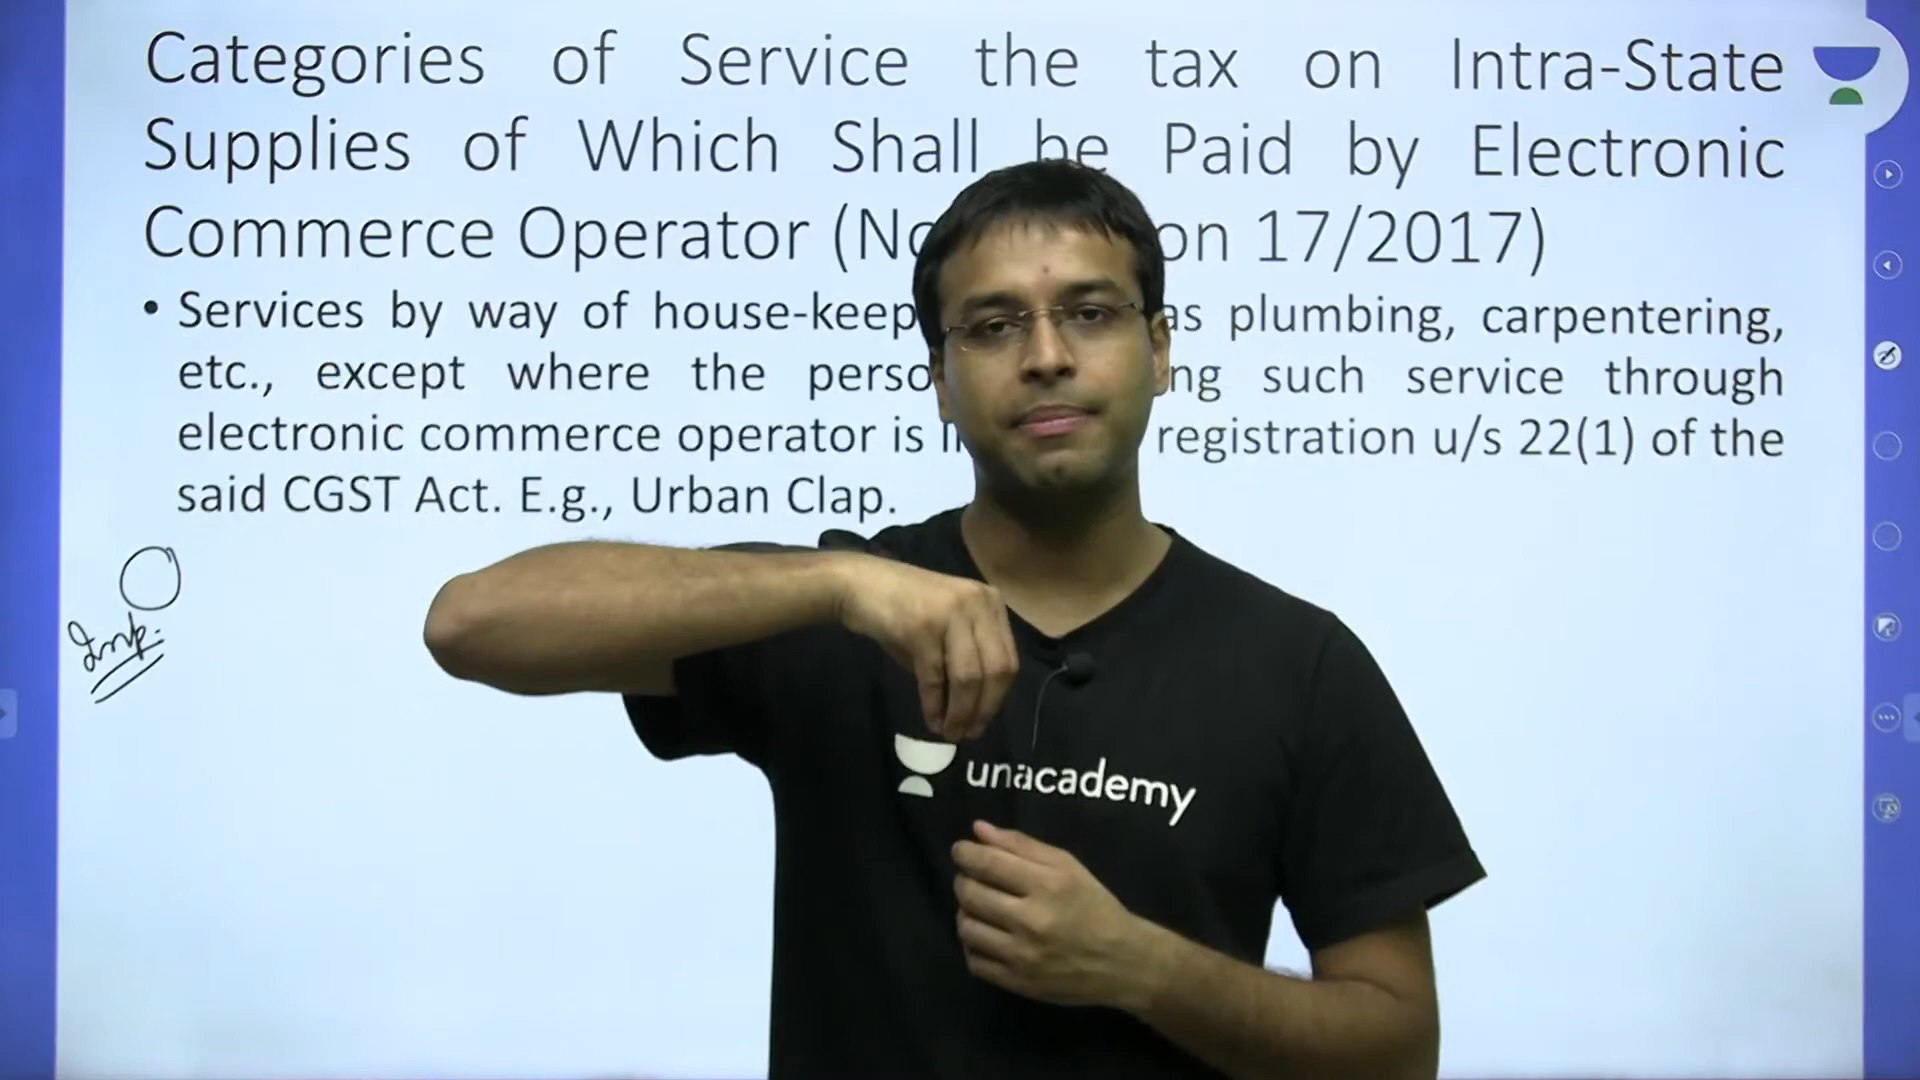 Categories of Service the tax on Intra-State
Supplies of Which Shall be Paid by Electronic
Commerce Operator (No on 17/2017)
• Services by way of house-keep as plumbing, carpentering,
etc., except where the perso ng such service through
electronic commerce operator is registration u/s 22(1) of the
said CGST Act. E.g., Urban Clap.
Imp.
unacademy